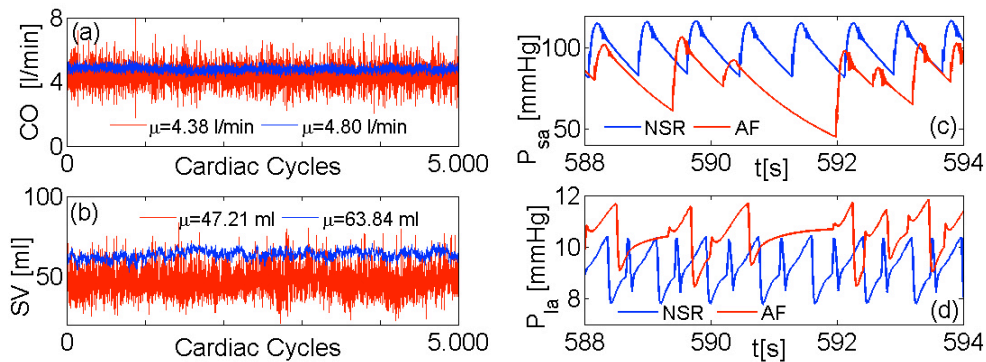 (a)
CO [l/min]
8
4
0
μ=4.38 l/min μ=4.80 l/min
0 5.000
Cardiac Cycles
(b)
SV [ml]
100
50
μ=47.21 ml μ=63.84 ml
0 5.000
Cardiac Cycles
P_sa [mmHg]
100
50
NSR AF
(c)
588 590 592 594
t[s]
P_la [mmHg]
12
10
8
NSR AF
(d)
588 590 592 594
t[s]